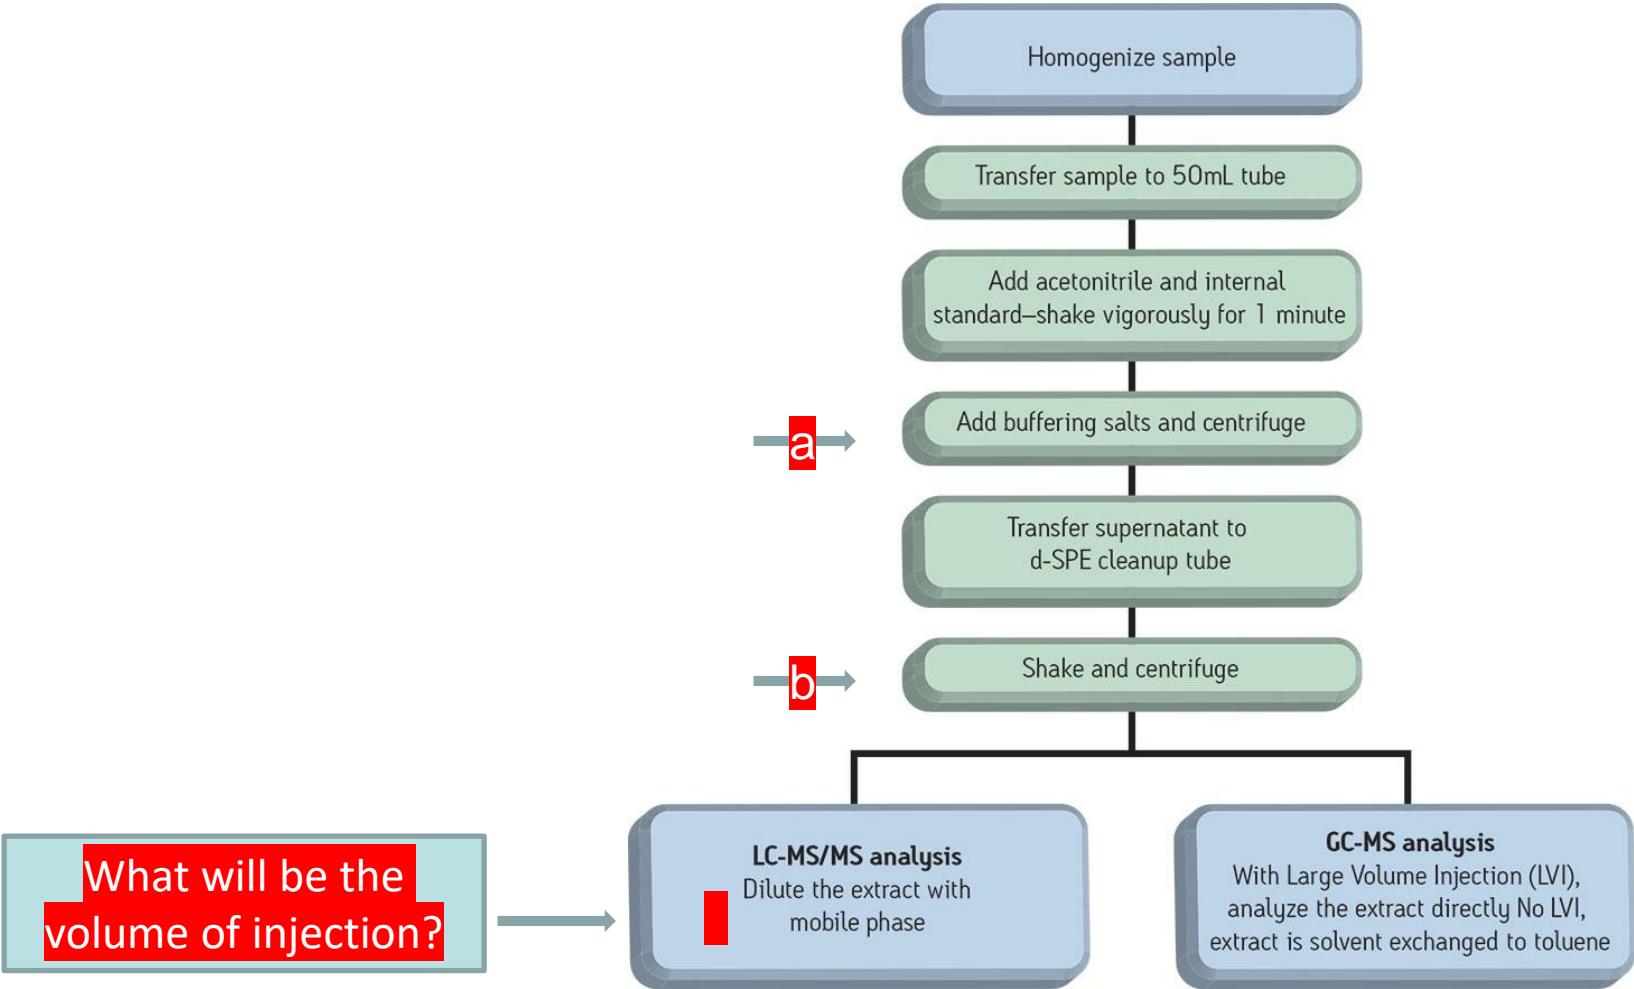 Homogenize sample
Transfer sample to 50mL tube
Add acetonitrile and internal
standard–shake vigorously for 1 minute
a
Add buffering salts and centrifuge
Transfer supernatant to
d-SPE cleanup tube
b
Shake and centrifuge
What will be the
volume of injection?
LC-MS/MS analysis
Dilute the extract with
mobile phase
GC-MS analysis
With Large Volume Injection (LVI),
analyze the extract directly No LVI,
extract is solvent exchanged to toluene